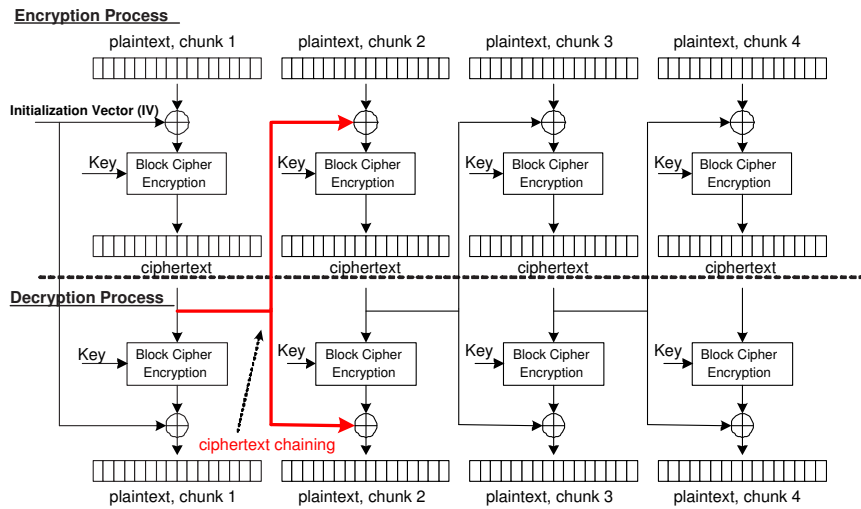 Encryption Process
plaintext, chunk 1
plaintext, chunk 2
plaintext, chunk 3
plaintext, chunk 4
Initialization Vector (IV)
Key
Block Cipher
Encryption
Key
Block Cipher
Encryption
Key
Block Cipher
Encryption
Key
Block Cipher
Encryption
ciphertext
ciphertext
ciphertext
ciphertext
Decryption Process
Key
Block Cipher
Encryption
Key
Block Cipher
Encryption
Key
Block Cipher
Encryption
Key
Block Cipher
Encryption
ciphertext chaining
plaintext, chunk 1
plaintext, chunk 2
plaintext, chunk 3
plaintext, chunk 4